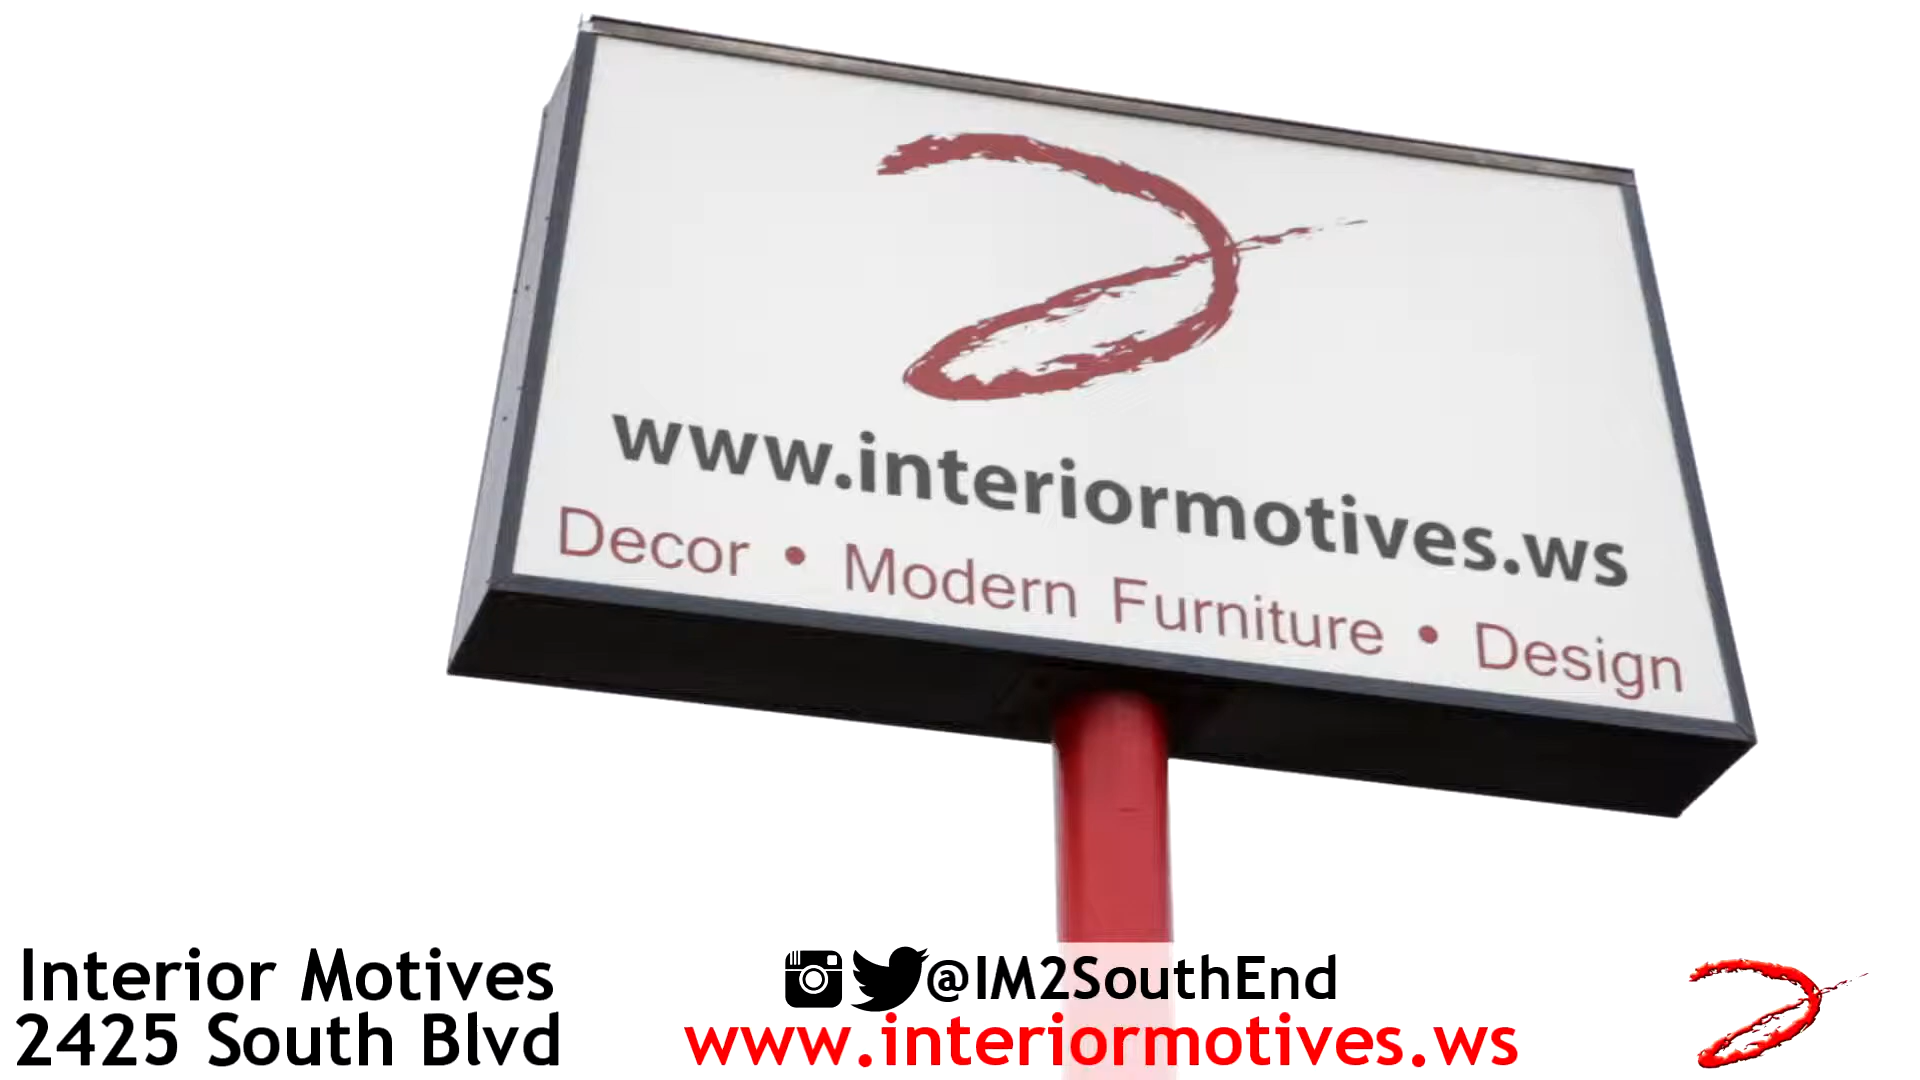 www.interiormotives.ws
Decor • Modern Furniture • Design
Interior Motives
2425 South Blvd
@IM2SouthEnd
www.interiormotives.ws